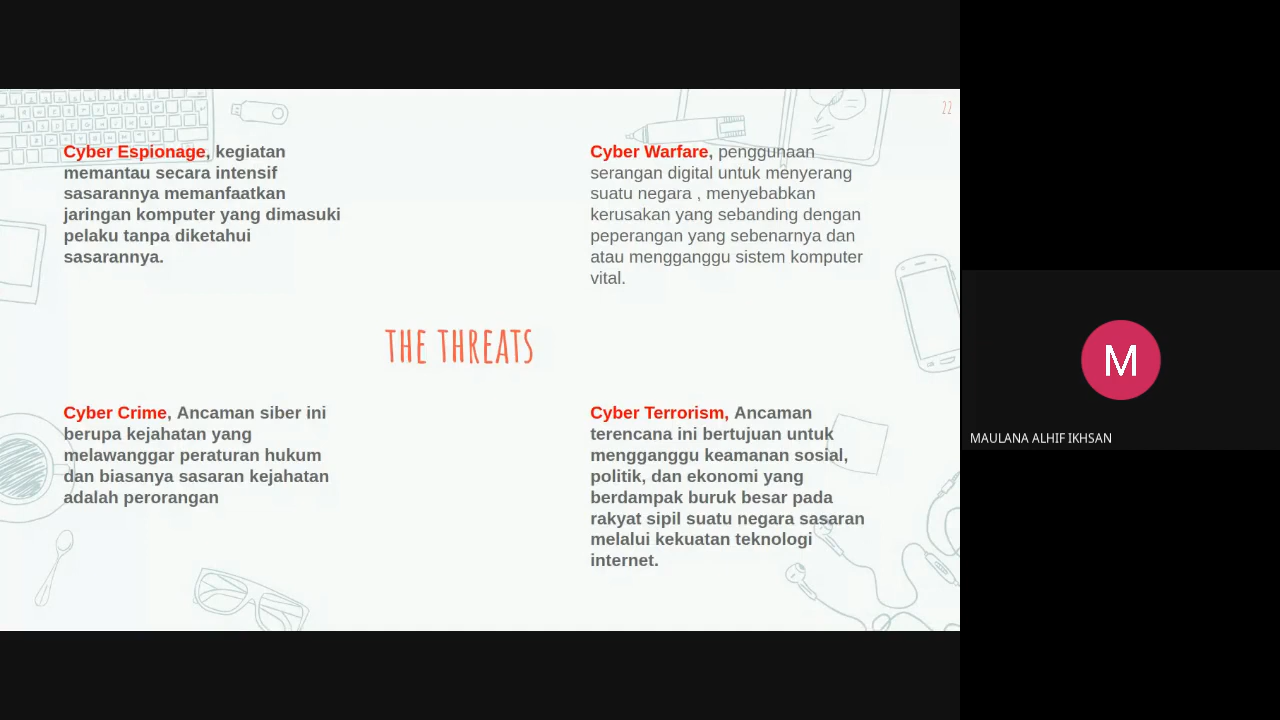 22
Cyber Espionage, kegiatan
memantau secara intensif
sasarannya memanfaatkan
jaringan komputer yang dimasuki
pelaku tanpa diketahui
sasarannya.
Cyber Warfare, penggunaan
serangan digital untuk menyerang
suatu negara , menyebabkan
kerusakan yang sebanding dengan
peperangan yang sebenarnya dan
atau mengganggu sistem komputer
vital.
THE THREATS
Cyber Crime, Ancaman siber ini
berupa kejahatan yang
melawanggar peraturan hukum
dan biasanya sasaran kejahatan
adalah perorangan
Cyber Terrorism, Ancaman
terencana ini bertujuan untuk
mengganggu keamanan sosial,
politik, dan ekonomi yang
berdampak buruk besar pada
rakyat sipil suatu negara sasaran
melalui kekuatan teknologi
internet.
M
MAULANA ALHIF IKHSAN